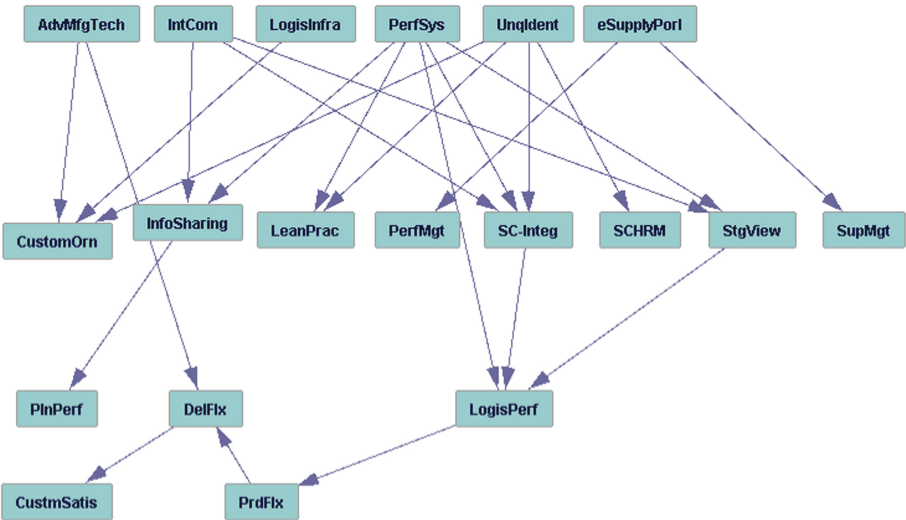 AdvMfgTech
IntCom
LogisInfra
PerfSys
UnqIdent
eSupplyPorl
CustomOrn
InfoSharing
LeanPrac
PerfMgt
SC-Integ
SCHRM
StgView
SupMgt
PlnPerf
DelFlx
LogisPerf
CustmSatis
PrdFlx